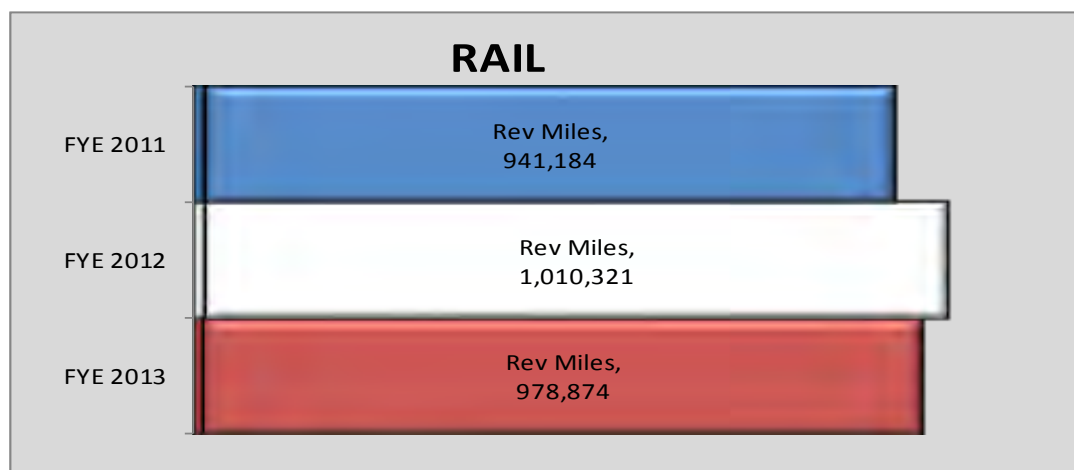 RAIL
FYE 2011
Rev Miles,
941,184
FYE 2012
Rev Miles,
1,010,321
FYE 2013
Rev Miles,
978,874